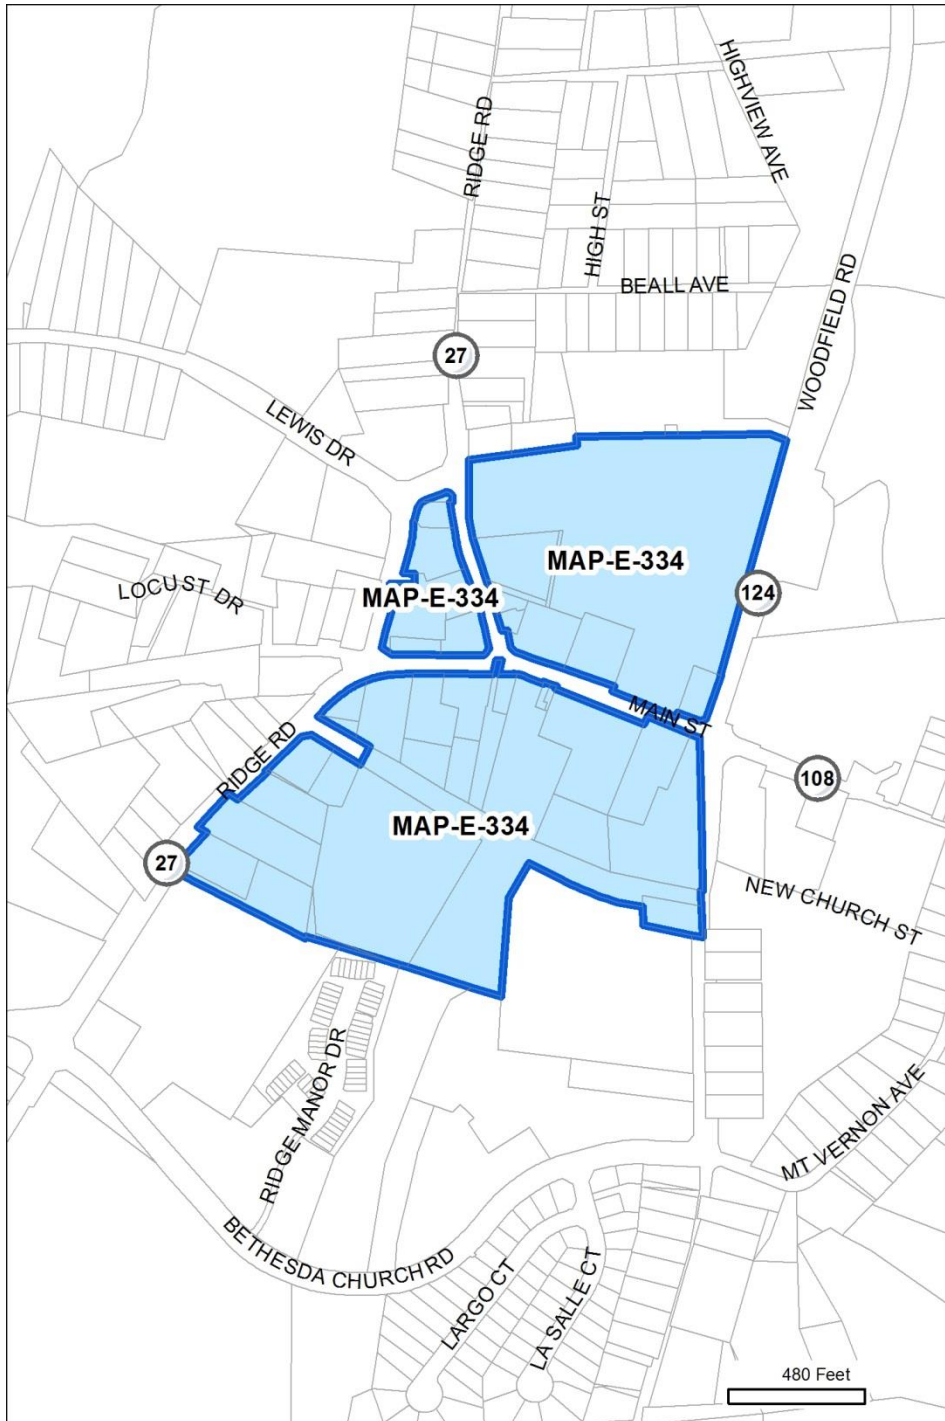 HIGHVIEW AVE
RIDGE RD
HIGH ST
BEALL AVE
WOODFIELD RD
27
LEWIS DR
MAP-E-334
LOCUST DR
MAP-E-334
124
MAIN ST
RIDGE RD
108
MAP-E-334
27
NEW CHURCH ST
RIDGE MANOR DR
MT VERNON AVE
BETHESDA CHURCH RD
LARGO CT
LA SALLE CT
480 Feet